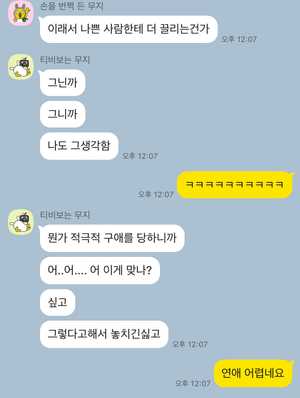 손을 번쩍 든 무지
이래서 나쁜 사람한테 더 끌리는건가
오후 12:07
티비보는 무지
그닌까
그니까
나도 그생각함
오후 12:07
ㅋㅋㅋㅋㅋㅋㅋㅋㅋㅋ
오후 12:07
티비보는 무지
뭔가 적극적 구애를 당하니까
어..어.... 어 이게 맞나?
싶고
그렇다고해서 놓치긴싫고
오후 12:07
연애 어렵네요
오후 12:07